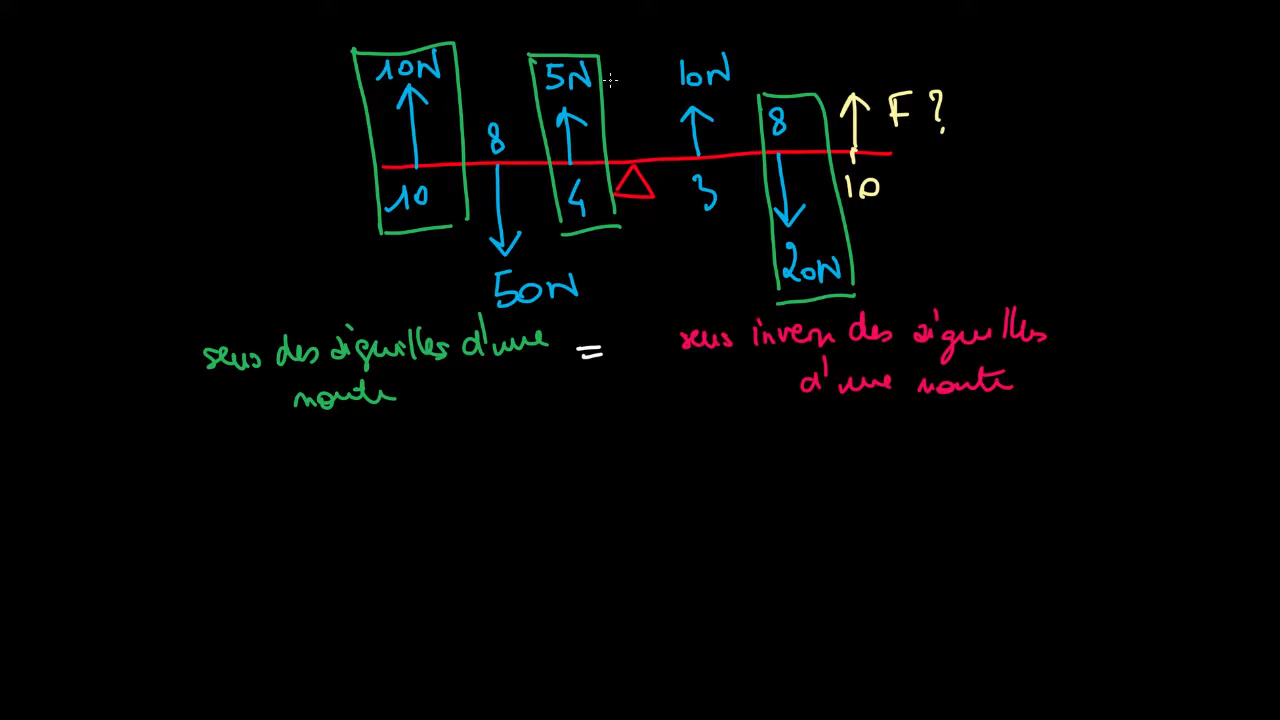 10N 5N 10N
8 8 F ?
10 4 3 10
50N 20N
sens des aiguilles d'une = sens inverse des aiguilles
montre d'une montre